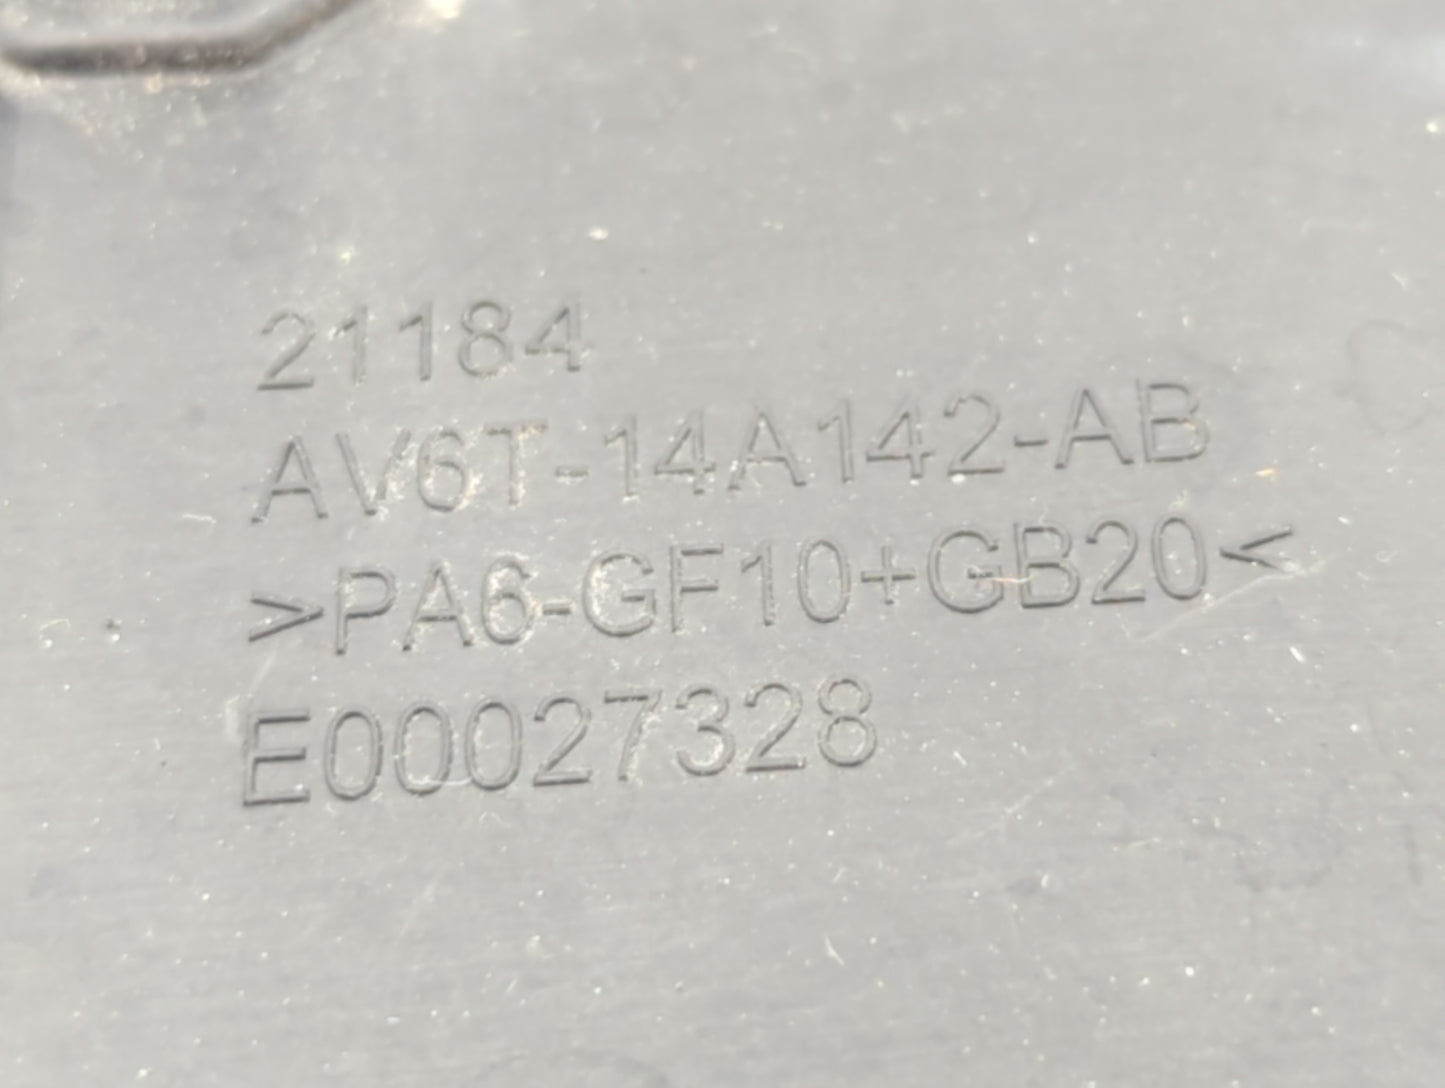 21184
AV6T-14A142-AB
>PA6-GF10+GB20<
E00027328